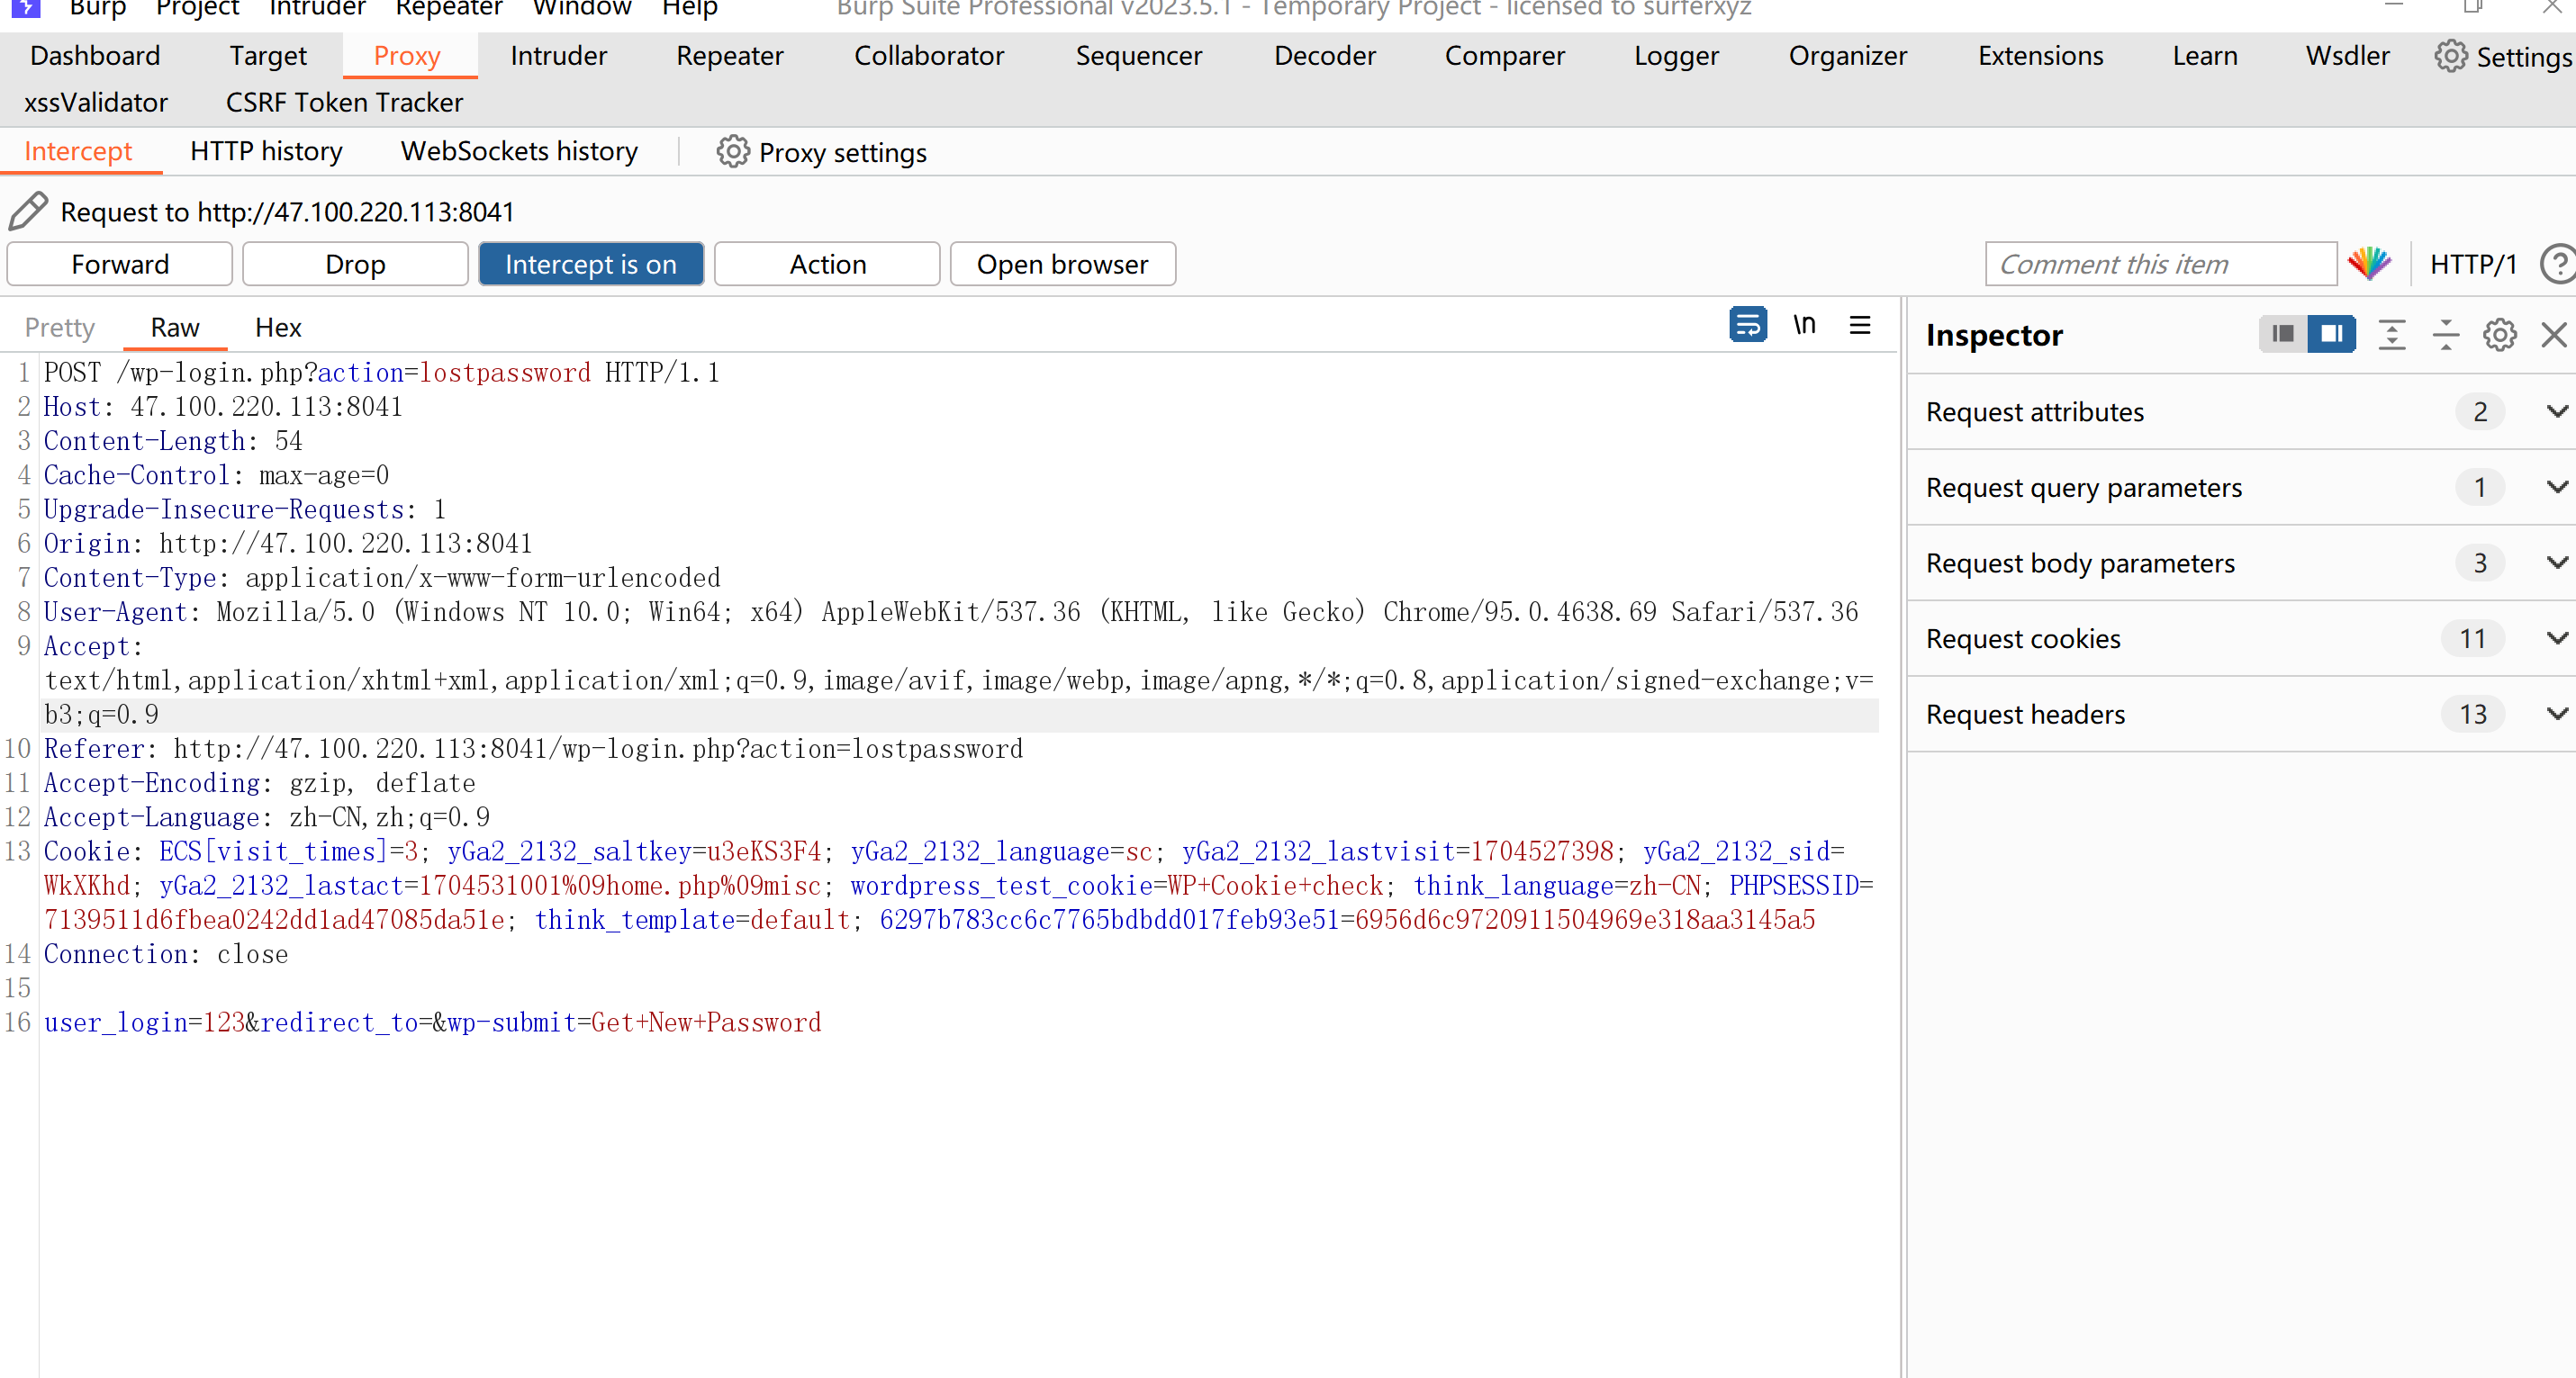 Burp Project Intruder Repeater Window Help Burp Suite Professional v2023.5.1 - Temporary Project - licensed to surferxyz
Dashboard Target Proxy Intruder Repeater Collaborator Sequencer Decoder Comparer Logger Organizer Extensions Learn Wsdler Settings
xssValidator CSRF Token Tracker
Intercept HTTP history WebSockets history Proxy settings
Request to http://47.100.220.113:8041
Forward Drop Intercept is on Action Open browser Comment this item HTTP/1 ?
Pretty Raw Hex \n
Inspector
1 POST /wp-login.php?action=lostpassword HTTP/1.1
2 Host: 47.100.220.113:8041
3 Content-Length: 54
4 Cache-Control: max-age=0
5 Upgrade-Insecure-Requests: 1
6 Origin: http://47.100.220.113:8041
7 Content-Type: application/x-www-form-urlencoded
8 User-Agent: Mozilla/5.0 (Windows NT 10.0; Win64; x64) AppleWebKit/537.36 (KHTML, like Gecko) Chrome/95.0.4638.69 Safari/537.36
9 Accept:
text/html,application/xhtml+xml,application/xml;q=0.9,image/avif,image/webp,image/apng,*/*;q=0.8,application/signed-exchange;v=
b3;q=0.9
10 Referer: http://47.100.220.113:8041/wp-login.php?action=lostpassword
11 Accept-Encoding: gzip, deflate
12 Accept-Language: zh-CN,zh;q=0.9
13 Cookie: ECS[visit_times]=3; yGa2_2132_saltkey=u3eKS3F4; yGa2_2132_language=sc; yGa2_2132_lastvisit=1704527398; yGa2_2132_sid=
WkXKhd; yGa2_2132_lastact=1704531001%09home.php%09misc; wordpress_test_cookie=WP+Cookie+check; think_language=zh-CN; PHPSESSID=
7139511d6fbea0242dd1ad47085da51e; think_template=default; 6297b783cc6c7765bdbdd017feb93e51=6956d6c9720911504969e318aa3145a5
14 Connection: close
15
16 user_login=123&redirect_to=&wp-submit=Get+New+Password
Request attributes 2
Request query parameters 1
Request body parameters 3
Request cookies 11
Request headers 13